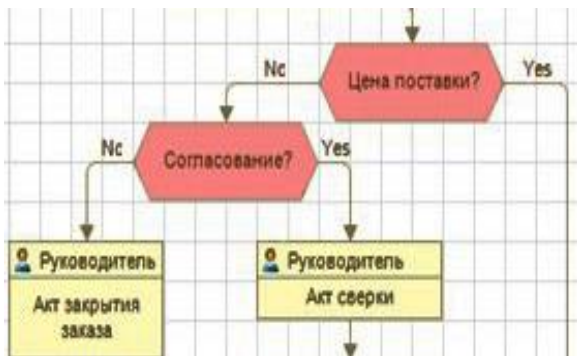 Цена поставки?
Nc
Yes
Согласование?
Nc
Yes
Руководитель
Акт закрытия
заказа
Руководитель
Акт сверки